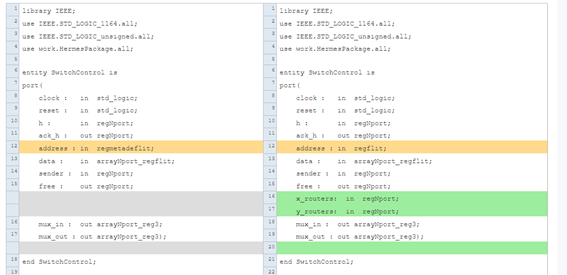 1 library IEEE;
2 use IEEE.STD_LOGIC_1164.all;
3 use IEEE.STD_LOGIC_unsigned.all;
4 use work.HermesPackage.all;
5
6 entity SwitchControl is
7 port(
8 clock : in std_logic;
9 reset : in std_logic;
10 h : in regNport;
11 ack_h : out regNport;
12 address : in regmetadeflit;
13 data : in arrayNport_regflit;
14 sender : in regNport;
15 free : out regNport;
16 mux_in : out arrayNport_reg3;
17 mux_out : out arrayNport_reg3);
18 end SwitchControl;
19
1 library IEEE;
2 use IEEE.STD_LOGIC_1164.all;
3 use IEEE.STD_LOGIC_unsigned.all;
4 use work.HermesPackage.all;
5
6 entity SwitchControl is
7 port(
8 clock : in std_logic;
9 reset : in std_logic;
10 h : in regNport;
11 ack_h : out regNport;
12 address : in regflit;
13 data : in arrayNport_regflit;
14 sender : in regNport;
15 free : out regNport;
16 x_routers: in regNport;
17 y_routers: in regNport;
18 mux_in : out arrayNport_reg3;
19 mux_out : out arrayNport_reg3);
20
21 end SwitchControl;
22